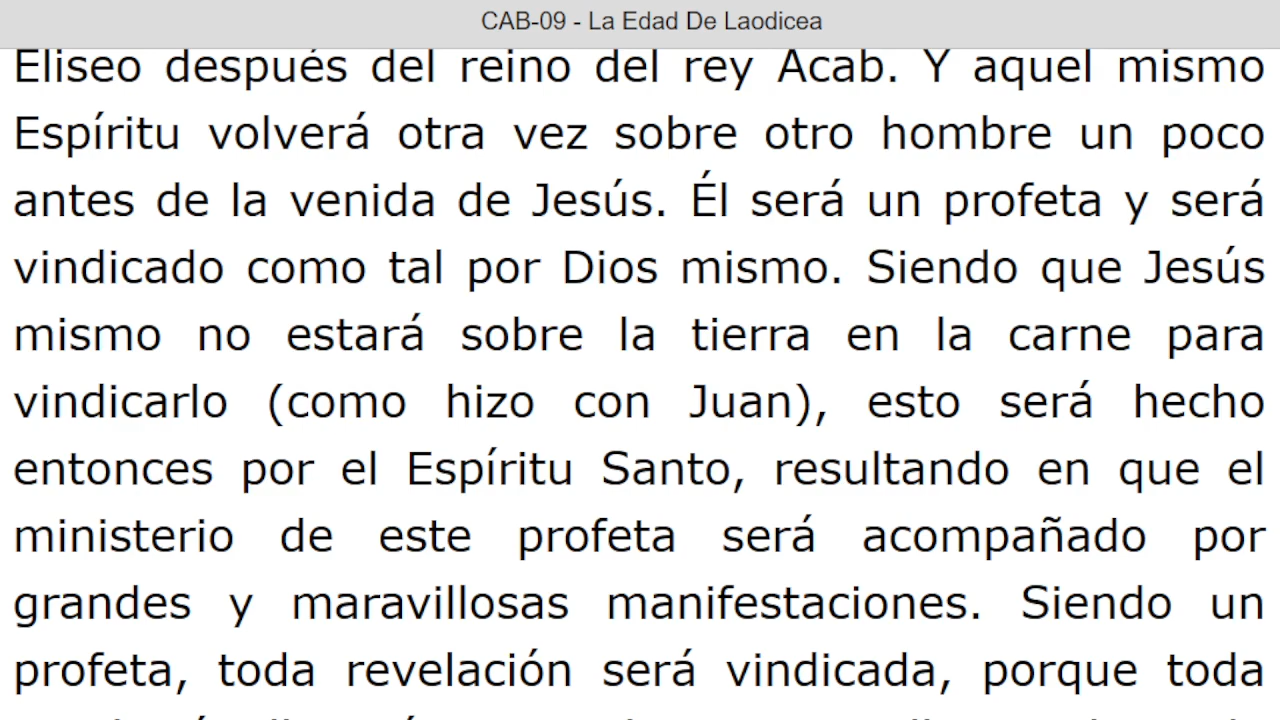 CAB-09 - La Edad De Laodicea
Eliseo después del reino del rey Acab. Y aquel mismo
Espíritu volverá otra vez sobre otro hombre un poco
antes de la venida de Jesús. Él será un profeta y será
vindicado como tal por Dios mismo. Siendo que Jesús
mismo no estará sobre la tierra en la carne para
vindicarlo (como hizo con Juan), esto será hecho
entonces por el Espíritu Santo, resultando en que el
ministerio de este profeta será acompañado por
grandes y maravillosas manifestaciones. Siendo un
profeta, toda revelación será vindicada, porque toda